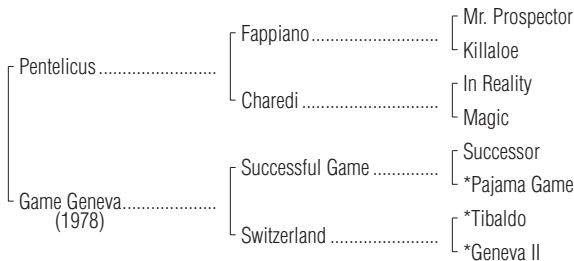 Mr. Prospector
Fappiano
Killaloe
Pentelicus
In Reality
Charedi
Magic
Successor
Successful Game
*Pajama Game
Game Geneva
(1978)
*Tibaldo
Switzerland
*Geneva II